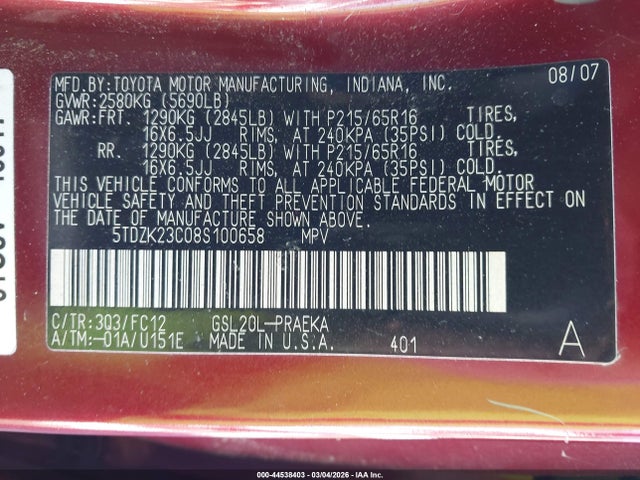 MFD.BY:TOYOTA MOTOR MANUFACTURING, INDIANA, INC. 08/07
GVWR:2580KG (5690LB)
GAWR:FRT. 1290KG (2845LB) WITH P215/65R16 TIRES,
16X6.5JJ RIMS, AT 240KPA (35PSI) COLD.
RR. 1290KG (2845LB) WITH P215/65R16 TIRES,
16X6.5JJ RIMS, AT 240KPA (35PSI) COLD.
THIS VEHICLE CONFORMS TO ALL APPLICABLE FEDERAL MOTOR
VEHICLE SAFETY AND THEFT PREVENTION STANDARDS IN EFFECT ON
THE DATE OF MANUFACTURE SHOWN ABOVE.
5TDZK23C08S100658 MPV
C/TR:3Q3/FC12 GSL20L-PRAEKA
A/TM:-01A/U151E MADE IN U.S.A. 401 A
000-44538403 - 03/04/2026 - IAA Inc.